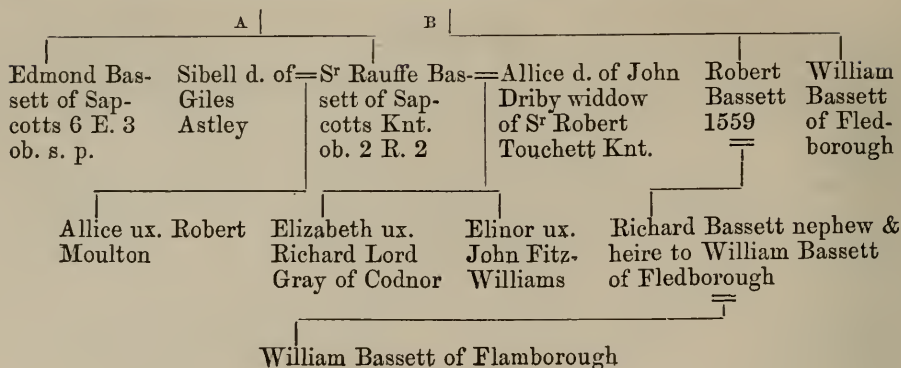 A B
Edmond Bas-
sett of Sap-
cotts 6 E. 3
ob. s. p.
Sibell d. of=
Giles
Astley
Sr Rauffe Bas-=
sett of Sap-
cotts Knt.
ob. 2 R. 2
Allice d. of John
Driby widdow
of Sr Robert
Touchett Knt.
Robert
Bassett
1559
=
William
Bassett
of Fled-
borough
Allice ux. Robert
Moulton
Elizabeth ux.
Richard Lord
Gray of Codnor
Elinor ux.
John Fitz-
Williams
Richard Bassett nephew &
heire to William Bassett
of Fledborough
=
William Bassett of Flamborough